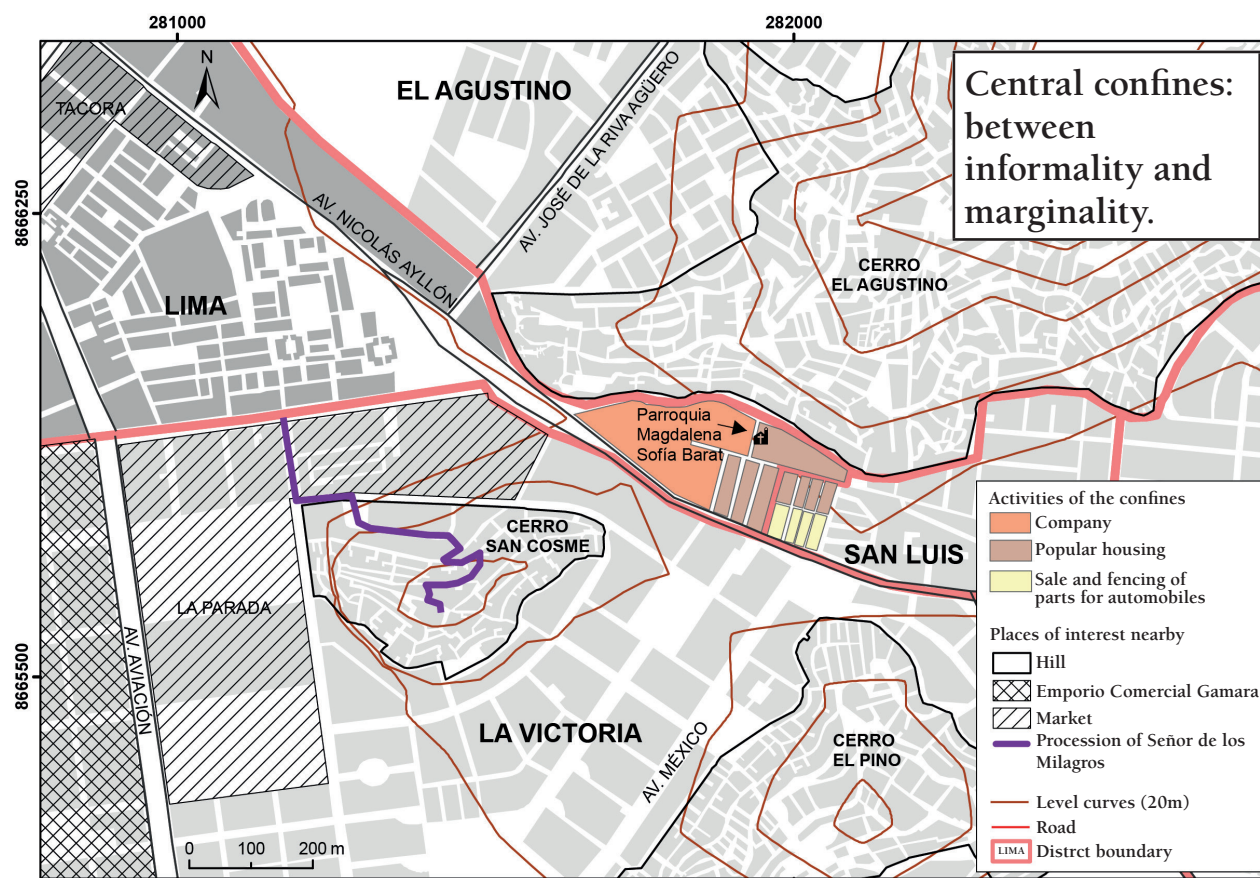 281000
282000
N
TACORA
EL AGUSTINO
AV. JOSÉ DE LA RIVA AGÜERO
Central confines:
between
informality and
marginality.
8666250
AV. NICOLÁS AYLLÓN
LIMA
CERRO
EL AGUSTINO
Parroquia
Magdalena
Sofía Barat
CERRO
SAN COSME
SAN LUIS
LA PARADA
AV. AVIACIÓN
8665500
LA VICTORIA
AV. MÉXICO
CERRO
EL PINO
0 100 200 m
Activities of the confines
Company
Popular housing
Sale and fencing of
parts for automobiles
Places of interest nearby
Hill
Emporio Comercial Gamara
Market
Procession of Señor de los
Milagros
Level curves (20m)
Road
LIMA Distrct boundary